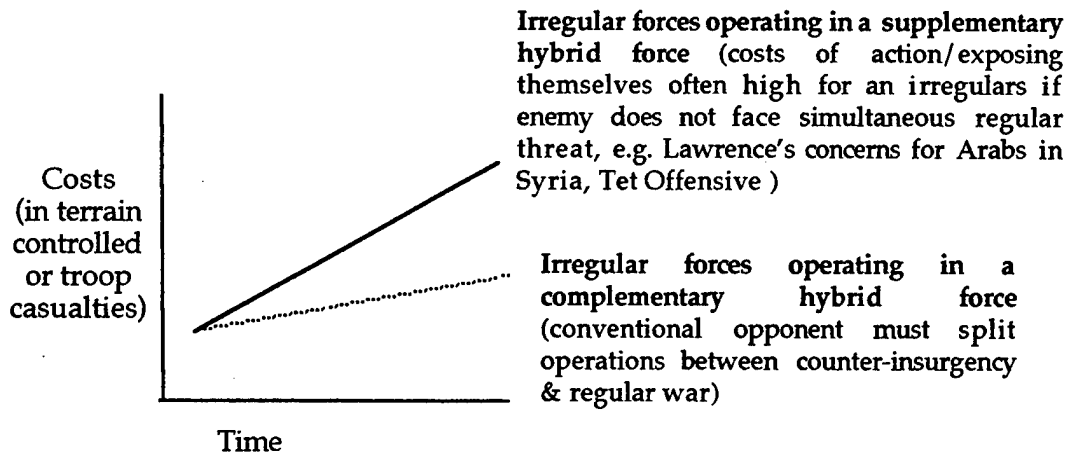 Irregular forces operating in a supplementary
hybrid force (costs of action/exposing
themselves often high for an irregulars if
enemy does not face simultaneous regular
threat, e.g. Lawrence's concerns for Arabs in
Syria, Tet Offensive )
Costs
(in terrain
controlled
or troop
casualties)
Irregular forces operating in a
complementary hybrid force
(conventional opponent must split
operations between counter-insurgency
& regular war)
Time